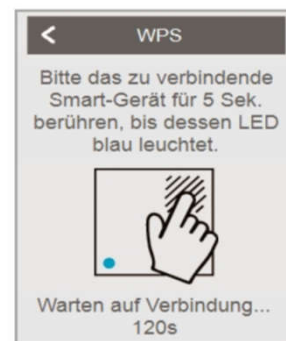 WPS
Bitte das zu verbindende
Smart-Gerät für 5 Sek.
berühren, bis dessen LED
blau leuchtet.
Warten auf Verbindung...
120s